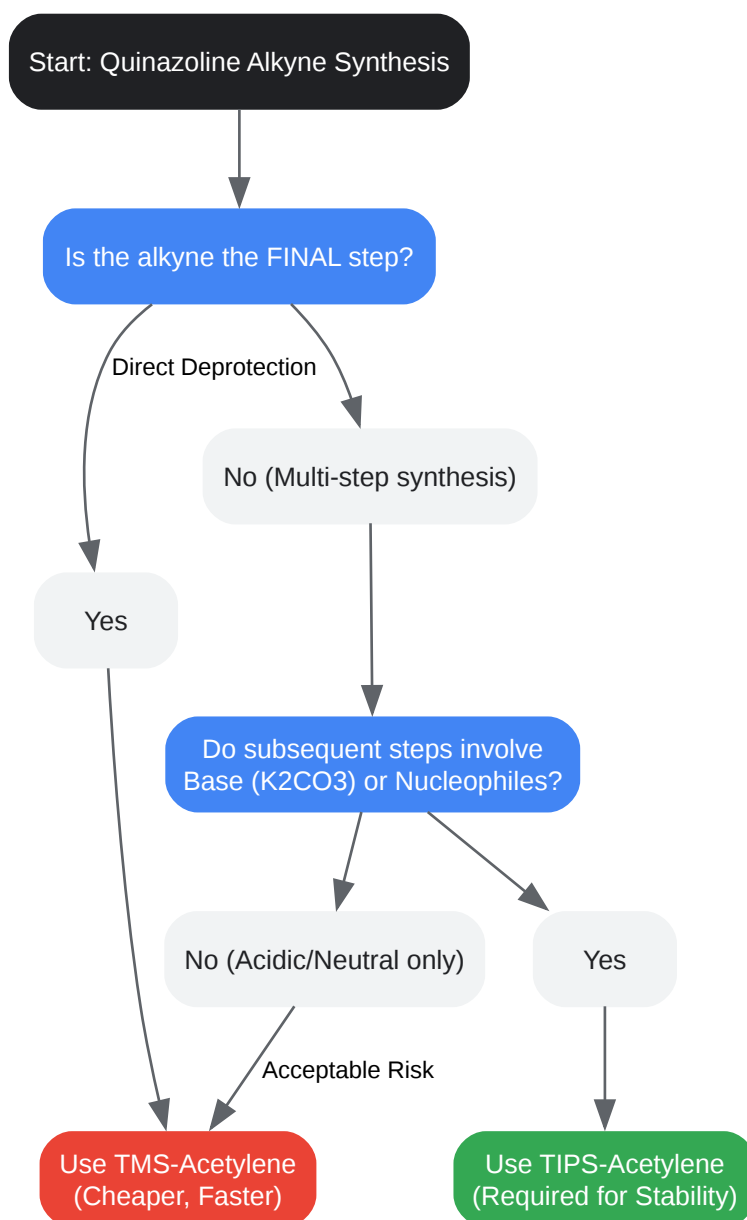 Start: Quinazoline Alkyne Synthesis
Is the alkyne the FINAL step?
Direct Deprotection
No (Multi-step synthesis)
Yes
Do subsequent steps involve
Base (K2CO3) or Nucleophiles?
No (Acidic/Neutral only)
Yes
Acceptable Risk
Use TMS-Acetylene
(Cheaper, Faster)
Use TIPS-Acetylene
(Required for Stability)